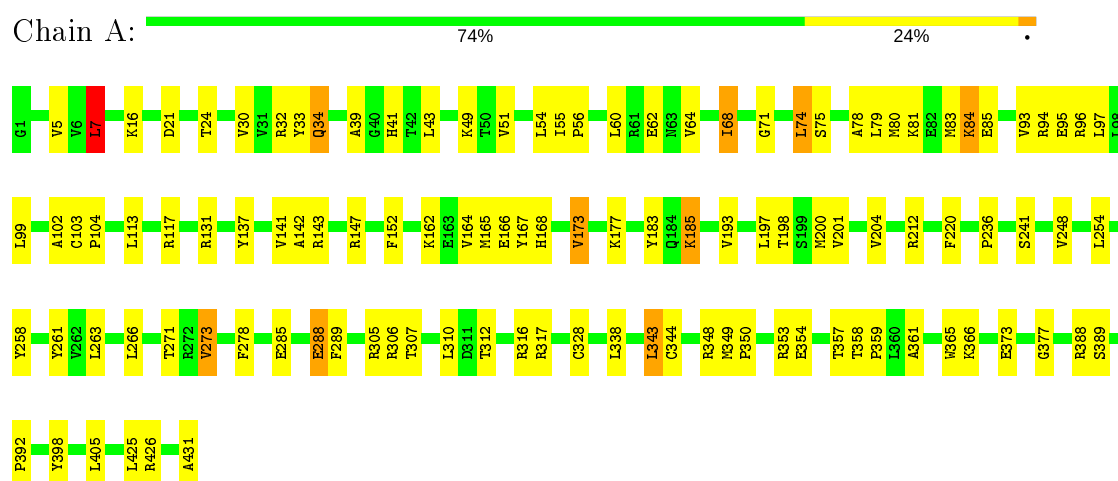 Chain A:
74% 24% •
G1 V5 V6 L7 K16 D21 T24 V30 V31 R32 Y33 Q34 A39 G40 H41 T42 L43 K49 T50 V51 L54 I55 P56 L60 R61 E62 N63 V64 I68 G71 L74 S75 A78 L79 M80 K81 E82 M83 K84 E85 V93 R94 E95 R96 L97 L98
L99 A102 C103 P104 L113 R117 R131 Y137 V141 A142 R143 R147 F152 K162 E163 V164 M165 E166 Y167 H168 V173 K177 Y183 Q184 K185 V193 L197 T198 S199 M200 V201 V204 R212 F220 P236 S241 V248 L254
Y258 Y261 V262 L263 L266 T271 R272 V273 F278 E285 E288 F289 R305 R306 T307 L310 D311 T312 R316 R317 C328 L338 L343 C344 R348 M349 P350 R353 E354 T357 T358 P359 L360 A361 W365 K366 E373 G377 R388 S389
P392 Y398 L405 L425 R426 A431